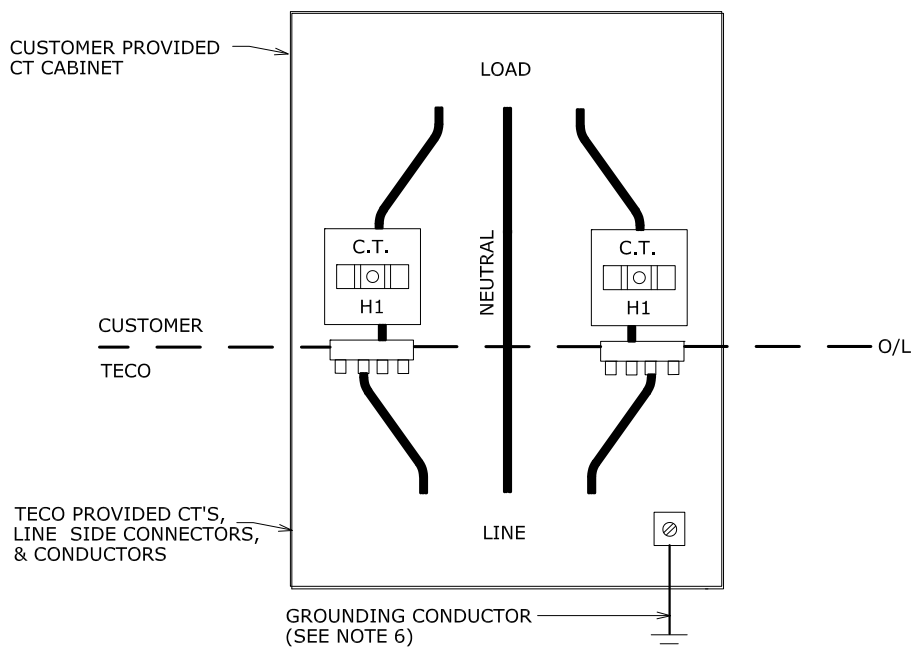 CUSTOMER PROVIDED
CT CABINET
LOAD
C.T.
H1
NEUTRAL
C.T.
H1
CUSTOMER
TECO
O/L
TECO PROVIDED CT'S,
LINE SIDE CONNECTORS,
& CONDUCTORS
LINE
GROUNDING CONDUCTOR
(SEE NOTE 6)